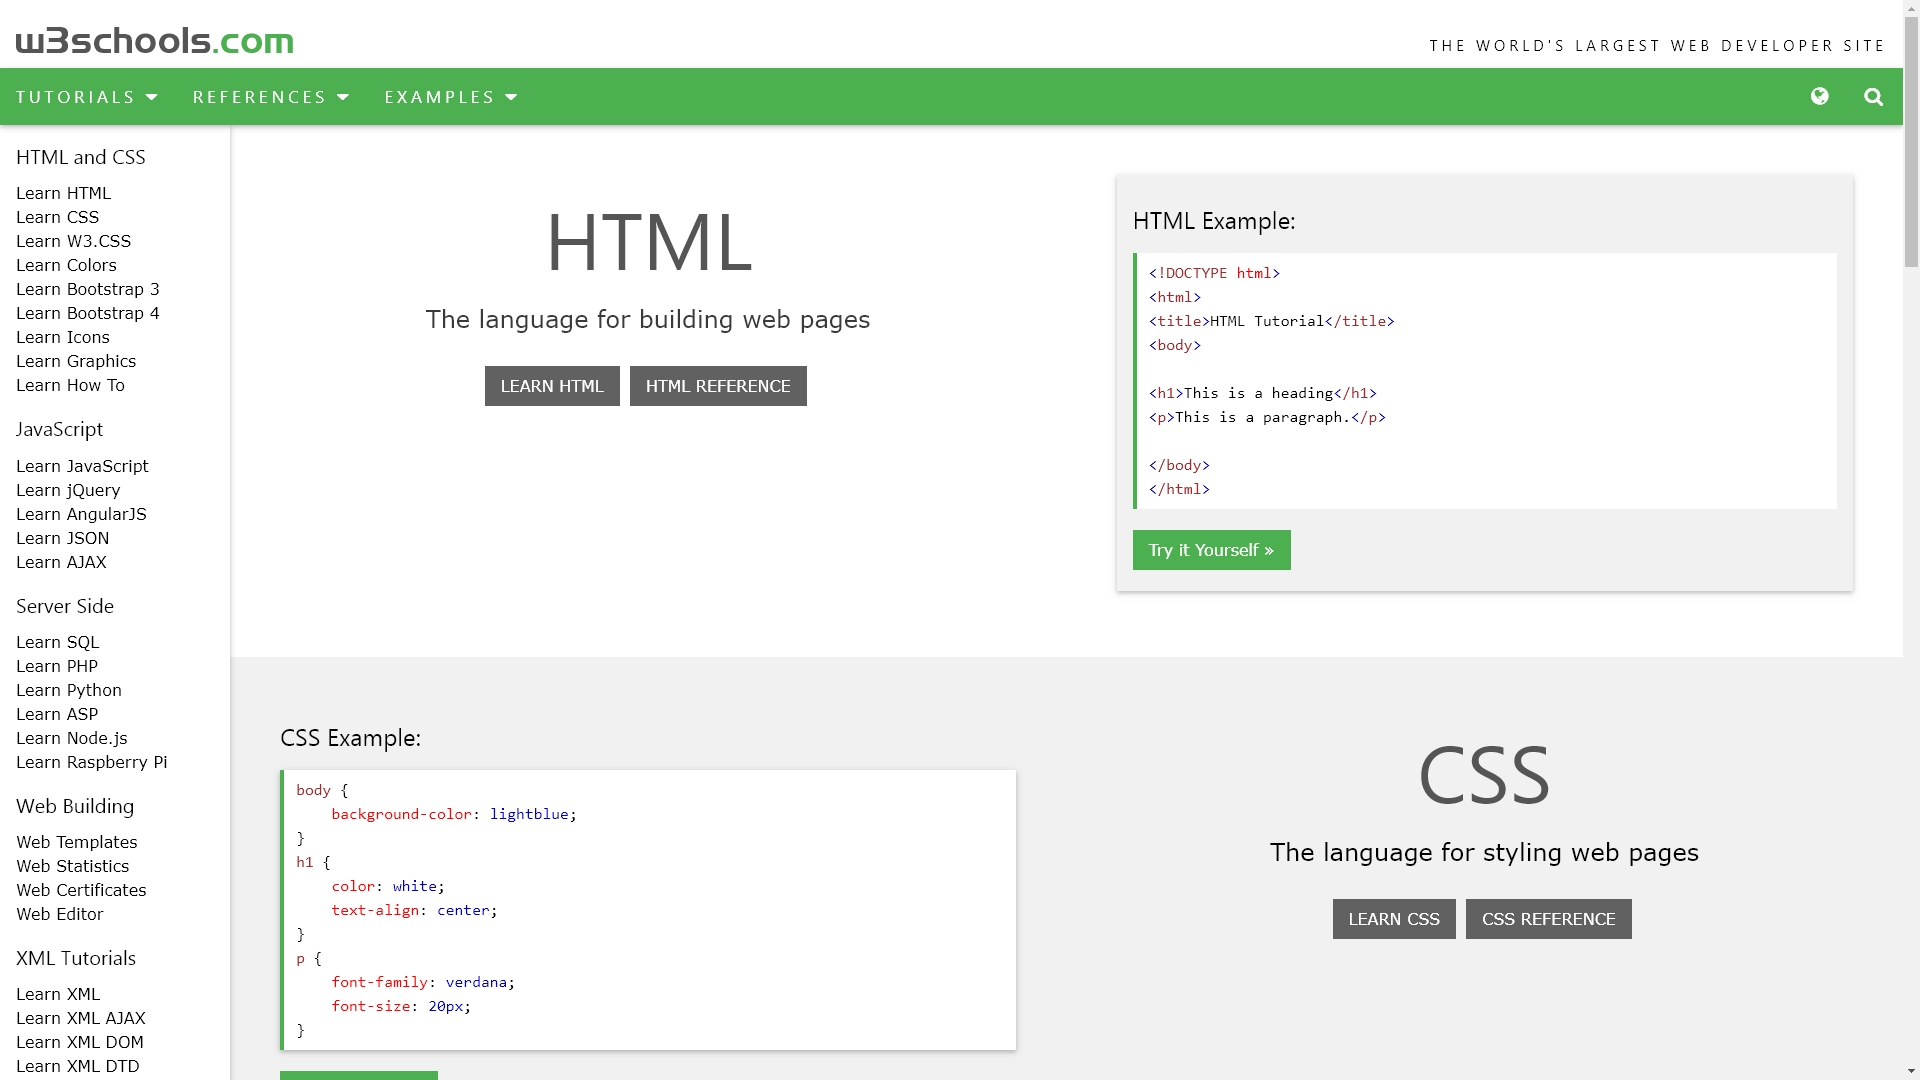 w3schools.com
THE WORLD'S LARGEST WEB DEVELOPER SITE
TUTORIALS REFERENCES EXAMPLES
HTML and CSS
Learn HTML
Learn CSS
Learn W3.CSS
Learn Colors
Learn Bootstrap 3
Learn Bootstrap 4
Learn Icons
Learn Graphics
Learn How To
JavaScript
Learn JavaScript
Learn jQuery
Learn AngularJS
Learn JSON
Learn AJAX
Server Side
Learn SQL
Learn PHP
Learn Python
Learn ASP
Learn Node.js
Learn Raspberry Pi
Web Building
Web Templates
Web Statistics
Web Certificates
Web Editor
XML Tutorials
Learn XML
Learn XML AJAX
Learn XML DOM
Learn XML DTD
HTML
The language for building web pages
LEARN HTML HTML REFERENCE
HTML Example:
<!DOCTYPE html>
<html>
<title>HTML Tutorial</title>
<body>
<h1>This is a heading</h1>
<p>This is a paragraph.</p>
</body>
</html>
Try it Yourself »
CSS Example:
body {
background-color: lightblue;
}
h1 {
color: white;
text-align: center;
}
p {
font-family: verdana;
font-size: 20px;
}
CSS
The language for styling web pages
LEARN CSS CSS REFERENCE